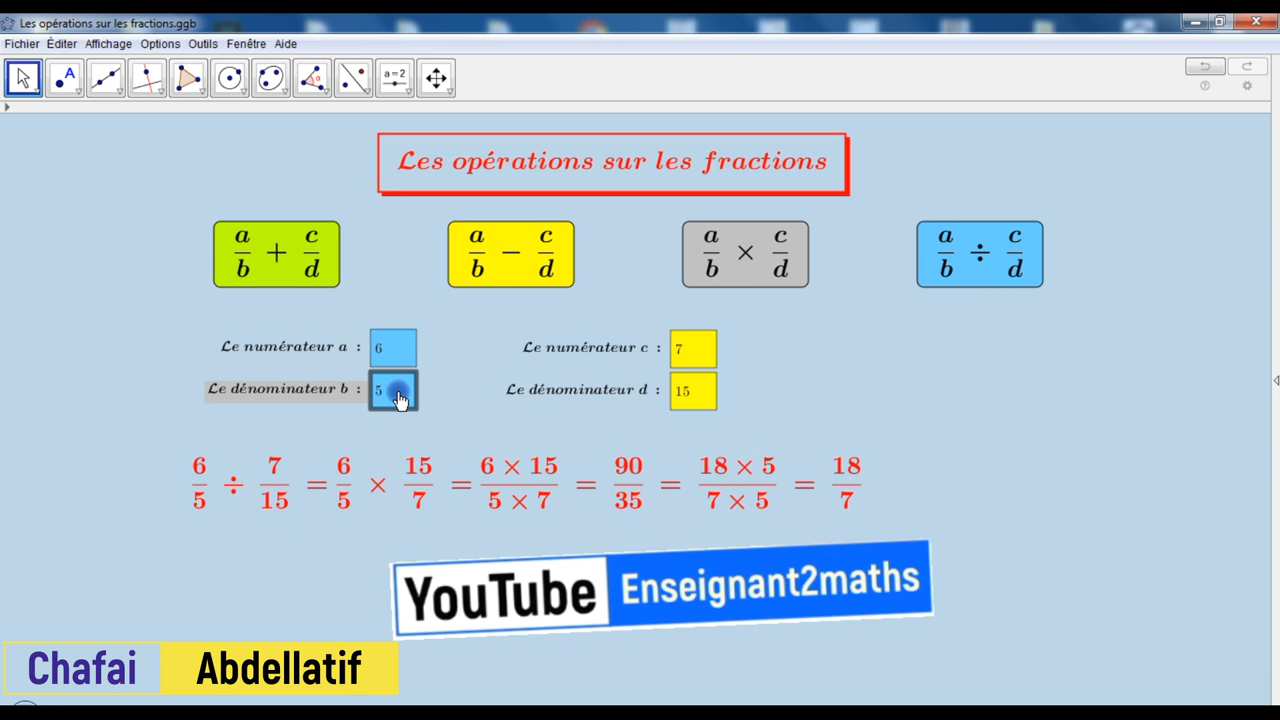 Les opérations sur les fractions.ggb
Fichier Éditer Affichage Options Outils Fenêtre Aide
A a=2
Les opérations sur les fractions
a/b + c/d a/b − c/d a/b × c/d a/b ÷ c/d
Le numérateur a : 6 Le numérateur c : 7
Le dénominateur b : 5 Le dénominateur d : 15
6/5 ÷ 7/15 = 6/5 × 15/7 = 6 × 15/5 × 7 = 90/35 = 18 × 5/7 × 5 = 18/7
YouTube Enseignant2maths
Chafai Abdellatif